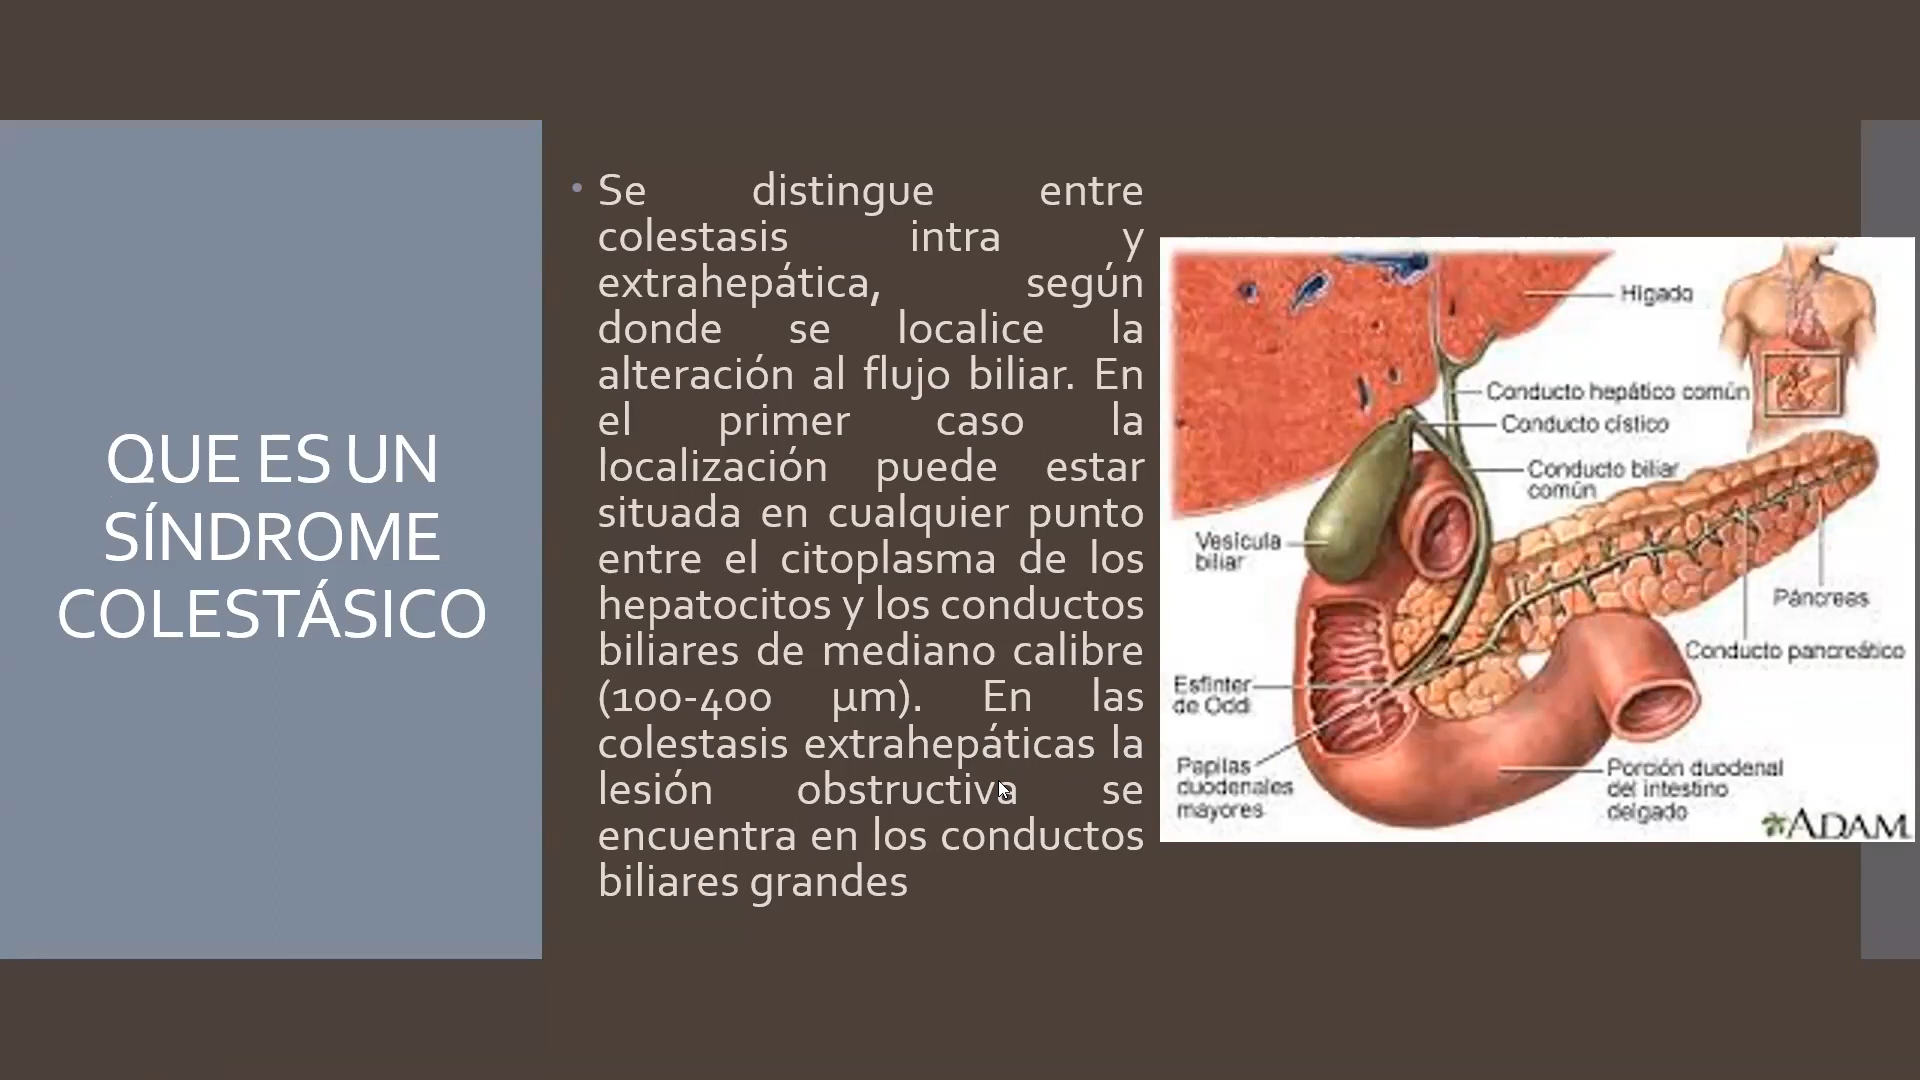 QUE ES UN
SÍNDROME
COLESTÁSICO
• Se distingue entre
colestasis intra y
extrahepática, según
donde se localice la
alteración al flujo biliar. En
el primer caso la
localización puede estar
situada en cualquier punto
entre el citoplasma de los
hepatocitos y los conductos
biliares de mediano calibre
(100-400 µm). En las
colestasis extrahepáticas la
lesión obstructiva se
encuentra en los conductos
biliares grandes
Hígado
Conducto hepático común
Conducto cístico
Conducto biliar
común
Vesícula
biliar
Páncreas
Conducto pancreático
Esfínter
de Oddi
Papilas
duodenales
mayores
Porción duodenal
del intestino
delgado
ADAM